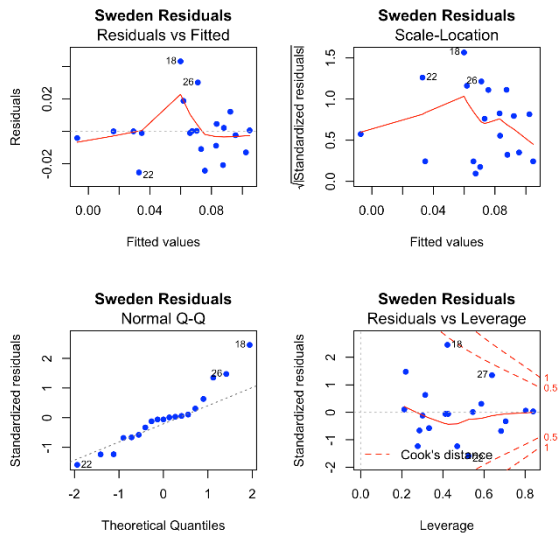 Sweden Residuals
Residuals vs Fitted
Residuals
0.02
-0.02
18
26
22
0.00 0.04 0.08
Fitted values
Sweden Residuals
Scale-Location
√|Standardized residuals|
1.5
1.0
0.5
0.0
18
22
26
0.00 0.04 0.08
Fitted values
Sweden Residuals
Normal Q-Q
Standardized residuals
2
1
0
-1
18
26
22
-2 -1 0 1 2
Theoretical Quantiles
Sweden Residuals
Residuals vs Leverage
Standardized residuals
2
1
0
-1
-2
18
27
22
1
0.5
0.5
1
Cook's distance
0.0 0.2 0.4 0.6 0.8
Leverage